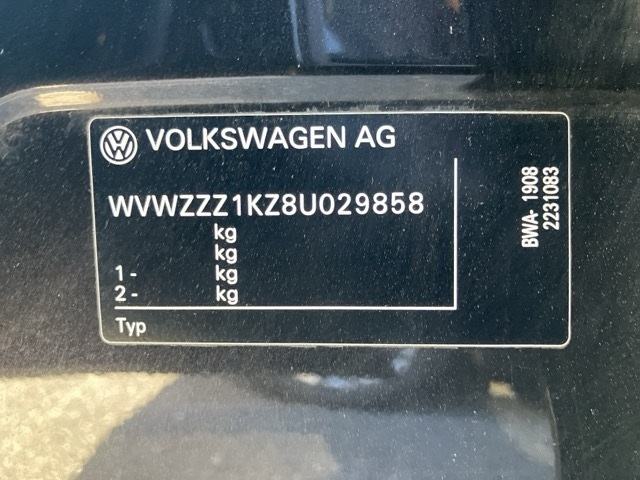 VOLKSWAGEN AG
WVWZZZ1KZ8U029858
kg
kg
1- kg
2- kg
Typ
BWA- 1908
2231083